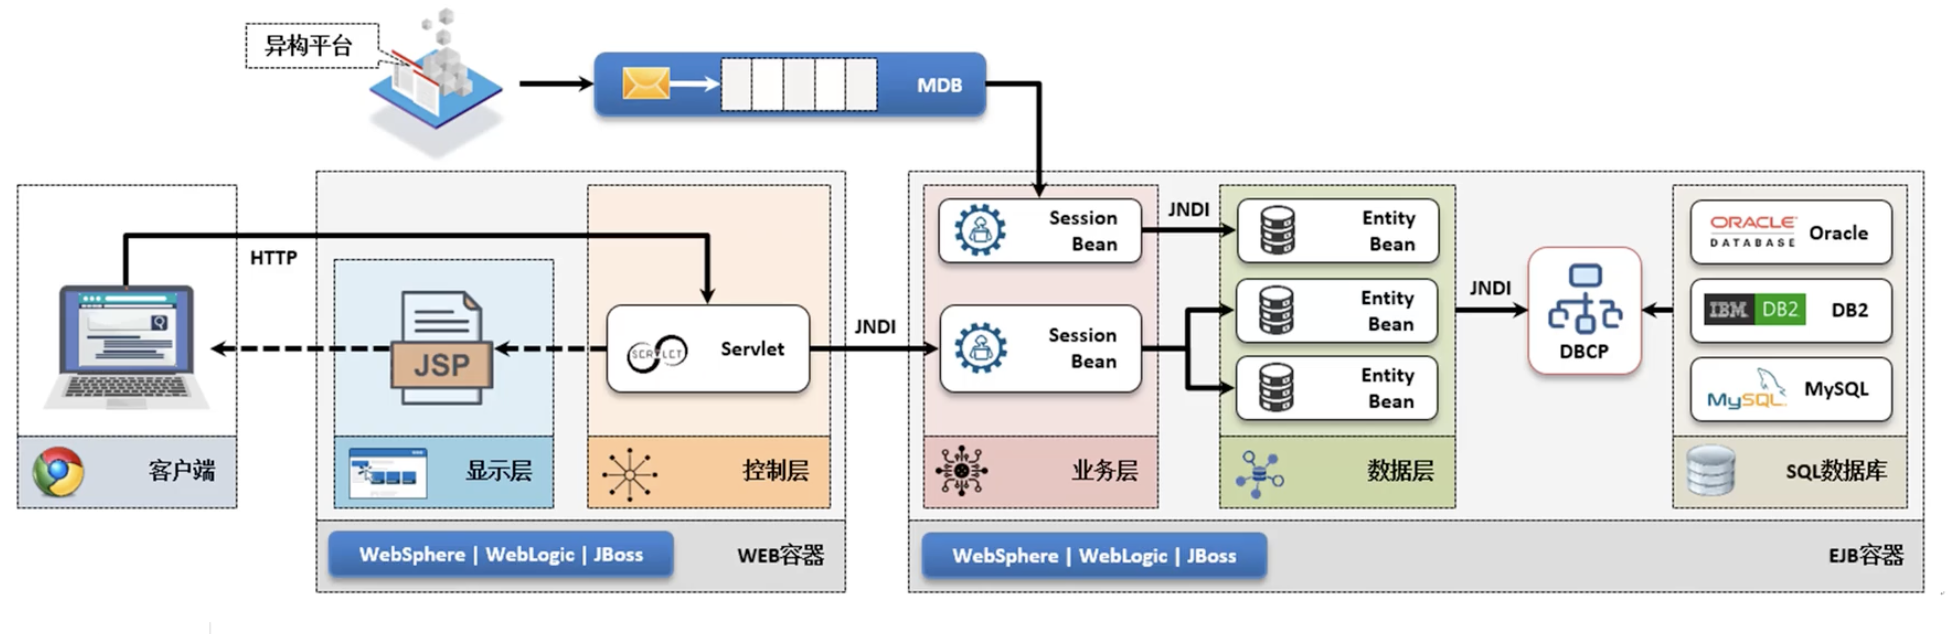 异构平台
MDB
HTTP
JSP
Servlet
SCRVLCT
JNDI
客户端
显示层
控制层
WebSphere | WebLogic | JBoss
WEB容器
Session
Bean
JNDI
Entity
Bean
Session
Bean
Entity
Bean
Entity
Bean
JNDI
DBCP
ORACLE
DATABASE
Oracle
IBM DB2
DB2
MySQL
MySQL
业务层
数据层
SQL数据库
WebSphere | WebLogic | JBoss
EJB容器